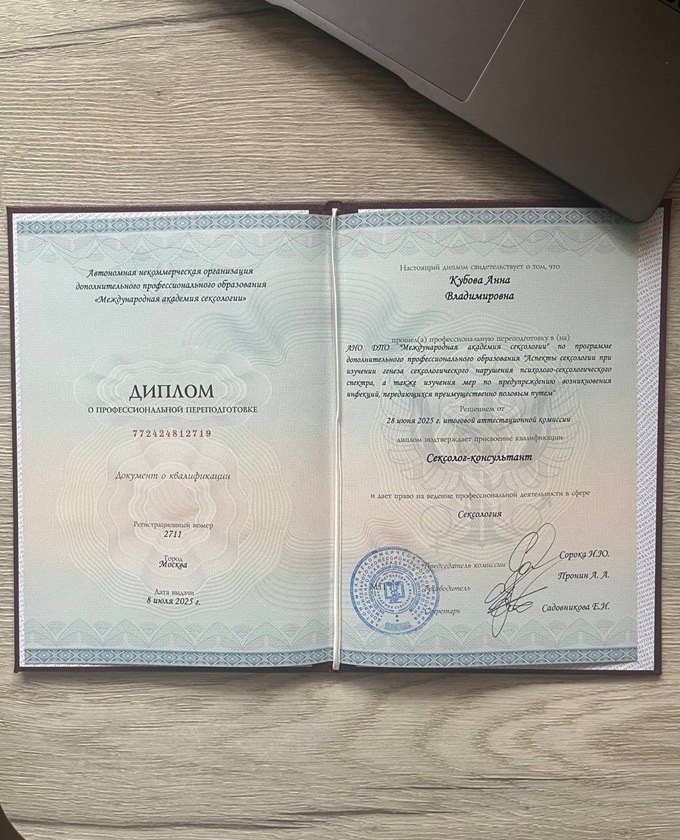 Автономная некоммерческая организация
дополнительного профессионального образования
«Международная академия сексологии»
ДИПЛОМ
О ПРОФЕССИОНАЛЬНОЙ ПЕРЕПОДГОТОВКЕ
772424812719
Документ о квалификации
Регистрационный номер
2711
Город
Москва
Дата выдачи
8 июля 2025 г.
Настоящий диплом свидетельствует о том, что
Кубова Анна
Владимировна
прошел(а) профессиональную переподготовку в (на)
АНО ДПО "Международная академия сексологии" по программе
дополнительного профессионального образования "Аспекты сексологии при
изучении генеза сексологического нарушения психолого-сексологического
спектра, а также изучения мер по предупреждению возникновения
инфекций, передающихся преимущественно половым путем"
Решением от
28 июня 2025 г. итоговой аттестационной комиссии
диплом подтверждает присвоение квалификации
Сексолог-консультант
и дает право на ведение профессиональной деятельности в сфере
Сексология
Председатель комиссии Сорока Н.Ю.
Руководитель Пронин А. А.
Секретарь Садовникова Е.Н.